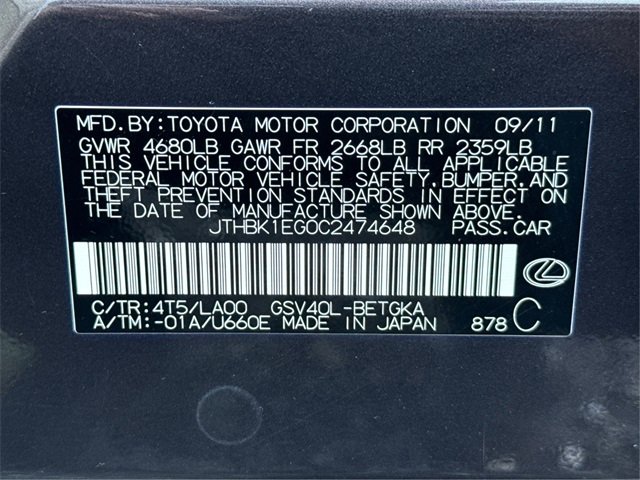 MFD.BY:TOYOTA MOTOR CORPORATION 09/11
GVWR 4680LB GAWR FR 2668LB RR 2359LB
THIS VEHICLE CONFORMS TO ALL APPLICABLE
FEDERAL MOTOR VEHICLE SAFETY,BUMPER,AND
THEFT PREVENTION STANDARDS IN EFFECT ON
THE DATE OF MANUFACTURE SHOWN ABOVE.
JTHBK1EG0C2474648 PASS.CAR
C/TR:4T5/LA00 GSV40L-BETGKA
A/TM:-01A/U660E MADE IN JAPAN 878 C